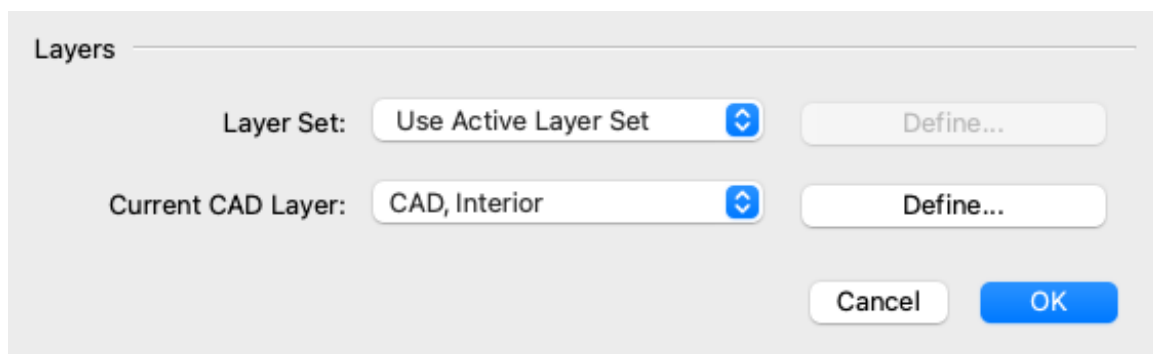 Layers
Layer Set: Use Active Layer Set Define...
Current CAD Layer: CAD, Interior Define...
Cancel OK